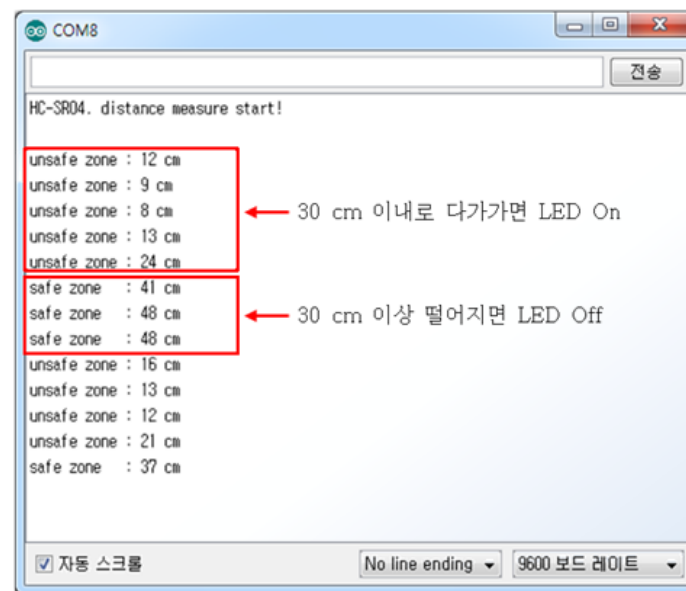 COM8
전송
HC-SR04. distance measure start!
unsafe zone : 12 cm
unsafe zone : 9 cm
unsafe zone : 8 cm
30 cm 이내로 다가가면 LED On
unsafe zone : 13 cm
unsafe zone : 24 cm
safe zone : 41 cm
safe zone : 48 cm
30 cm 이상 떨어지면 LED Off
safe zone : 48 cm
unsafe zone : 16 cm
unsafe zone : 13 cm
unsafe zone : 12 cm
unsafe zone : 21 cm
safe zone : 37 cm
자동 스크롤
No line ending
9600 보드 레이트